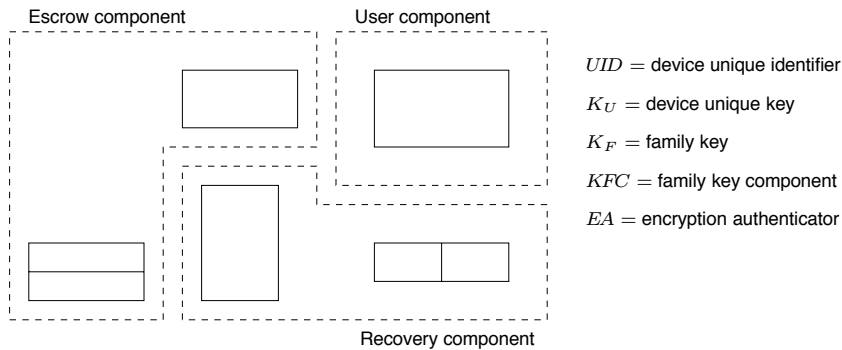 Escrow component
User component
UID = device unique identifier
K_U = device unique key
K_F = family key
KFC = family key component
EA = encryption authenticator
Recovery component